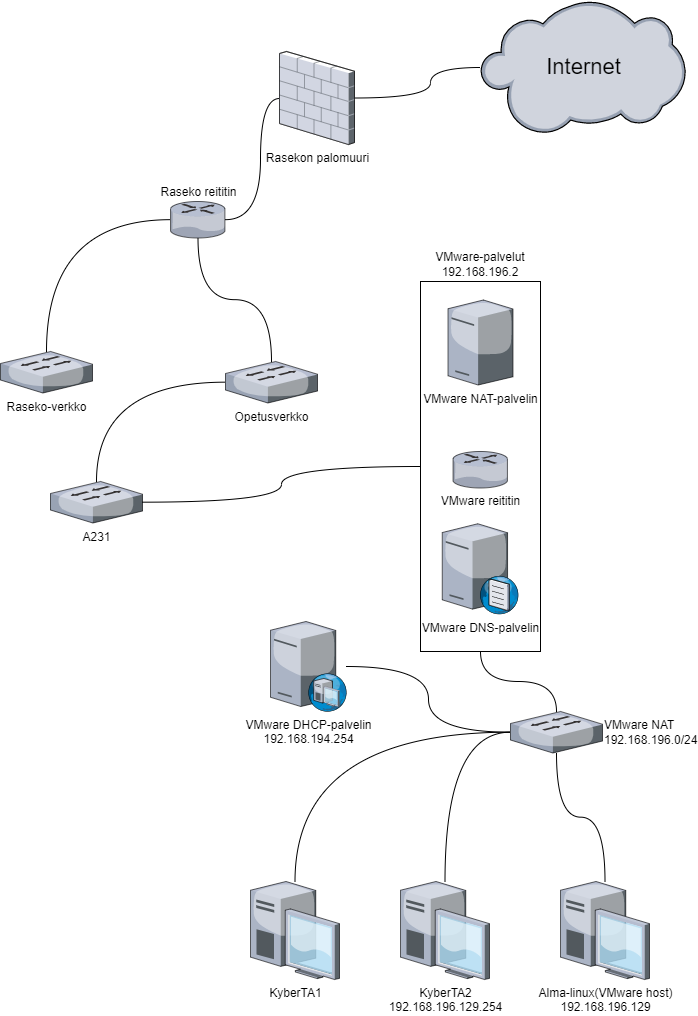 Internet
Rasekon palomuuri
Raseko reititin
VMware-palvelut
192.168.196.2
VMware NAT-palvelin
Raseko-verkko
Opetusverkko
VMware reititin
A231
VMware DNS-palvelin
VMware DHCP-palvelin
192.168.194.254
VMware NAT
192.168.196.0/24
KyberTA1
KyberTA2
192.168.196.129.254
Alma-linux(VMware host)
192.168.196.129